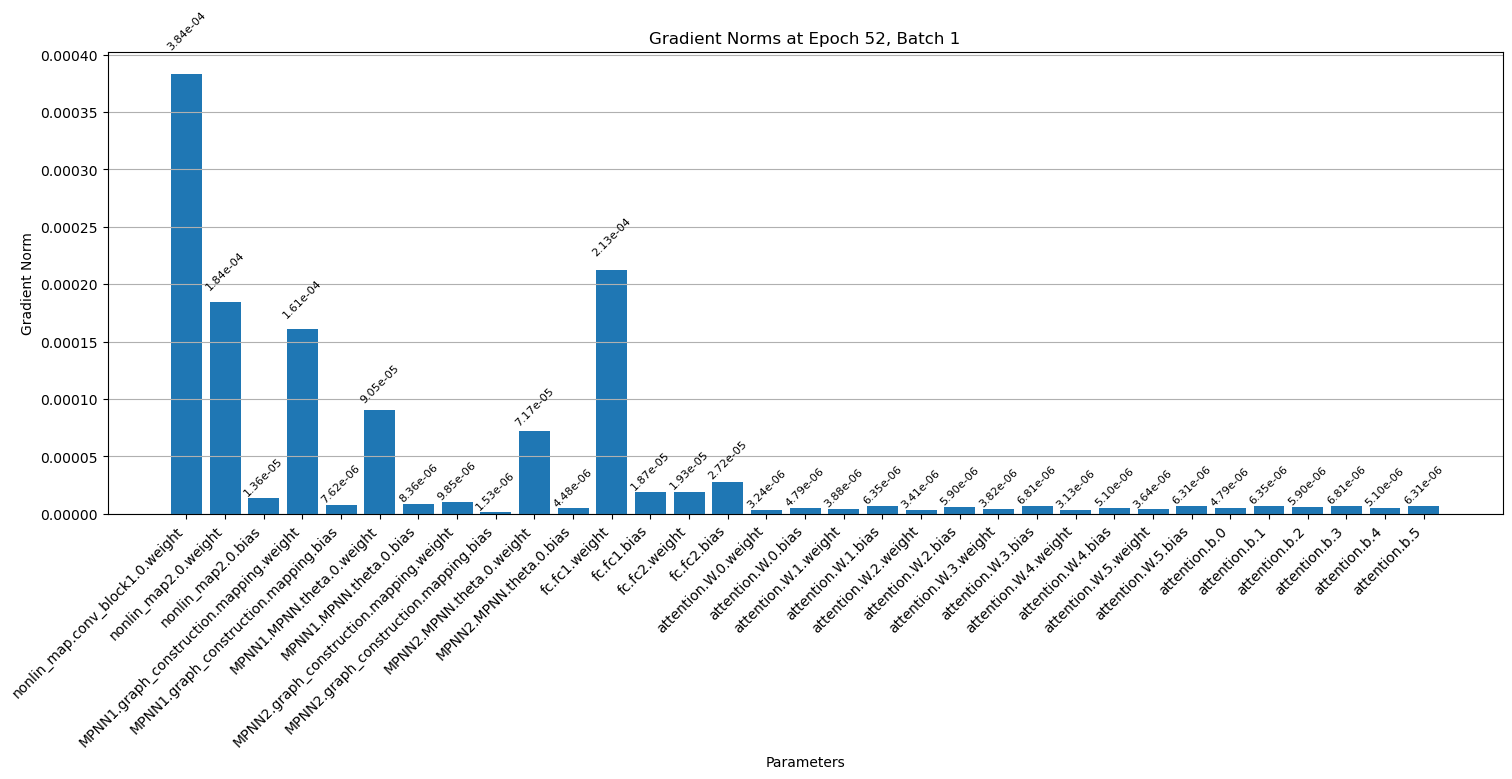 Gradient Norms at Epoch 52, Batch 1
Gradient Norm
0.00040
0.00035
0.00030
0.00025
0.00020
0.00015
0.00010
0.00005
0.00000
3.84e-04
1.84e-04
1.36e-05
1.61e-04
7.62e-06
9.05e-05
8.36e-06
9.85e-06
1.53e-06
7.17e-05
4.48e-06
2.13e-04
1.87e-05
1.93e-05
2.72e-05
3.24e-06
4.79e-06
3.88e-06
6.35e-06
3.41e-06
5.90e-06
3.82e-06
6.81e-06
3.13e-06
5.10e-06
3.64e-06
6.31e-06
4.79e-06
6.35e-06
5.90e-06
6.81e-06
5.10e-06
6.31e-06
nonlin_map.conv_block1.0.weight
nonlin_map2.0.weight
nonlin_map2.0.bias
MPNN1.graph_construction.mapping.weight
MPNN1.graph_construction.mapping.bias
MPNN1.MPNN.theta.0.weight
MPNN1.MPNN.theta.0.bias
MPNN2.graph_construction.mapping.weight
MPNN2.graph_construction.mapping.bias
MPNN2.MPNN.theta.0.weight
MPNN2.MPNN.theta.0.bias
fc.fc1.weight
fc.fc1.bias
fc.fc2.weight
fc.fc2.bias
attention.W.0.weight
attention.W.0.bias
attention.W.1.weight
attention.W.1.bias
attention.W.2.weight
attention.W.2.bias
attention.W.3.weight
attention.W.3.bias
attention.W.4.weight
attention.W.4.bias
attention.W.5.weight
attention.W.5.bias
attention.b.0
attention.b.1
attention.b.2
attention.b.3
attention.b.4
attention.b.5
Parameters